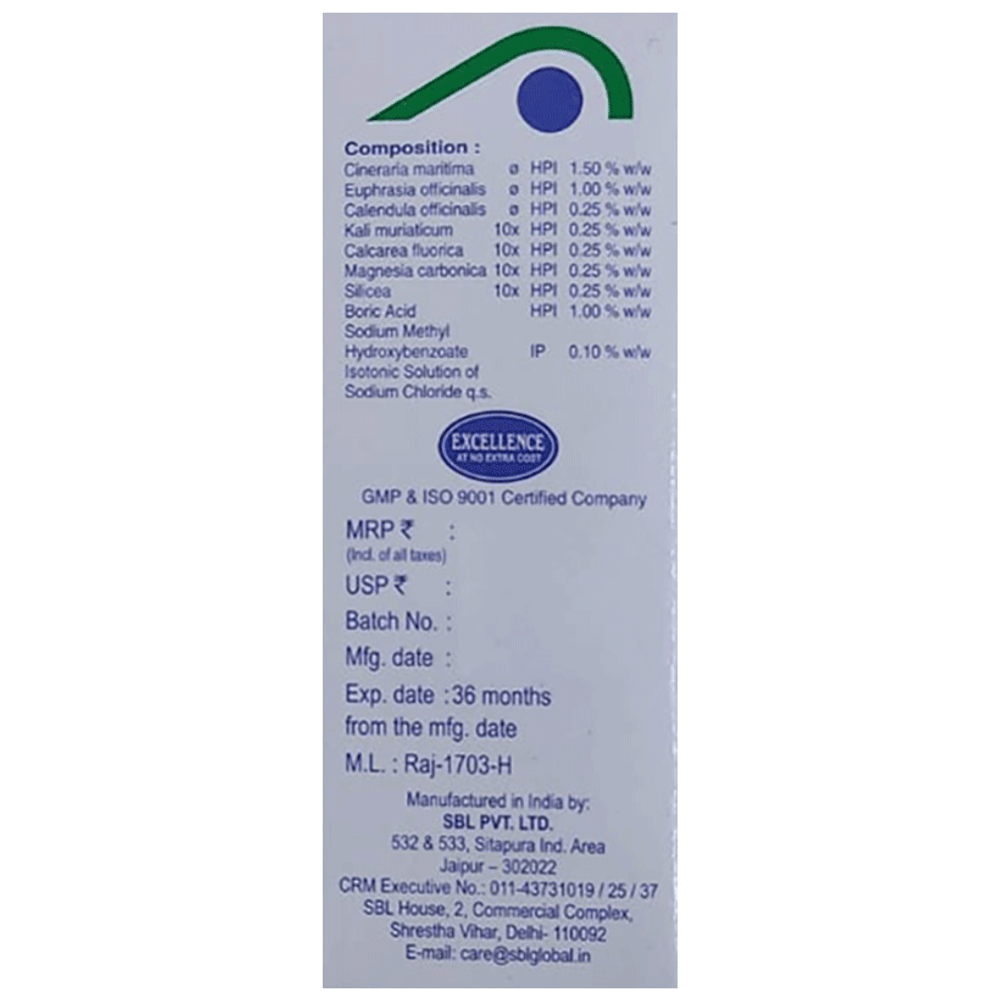 Composition :
Cineraria maritima ø HPI 1.50 % w/w
Euphrasia officinalis ø HPI 1.00 % w/w
Calendula officinalis ø HPI 0.25 % w/w
Kali muriaticum 10x HPI 0.25 % w/w
Calcarea fluorica 10x HPI 0.25 % w/w
Magnesia carbonica 10x HPI 0.25 % w/w
Silicea 10x HPI 0.25 % w/w
Boric Acid HPI 1.00 % w/w
Sodium Methyl
Hydroxybenzoate IP 0.10 % w/w
Isotonic Solution of
Sodium Chloride q.s.
EXCELLENCE
AT NO EXTRA COST
GMP & ISO 9001 Certified Company
MRP ₹ :
(Incl. of all taxes)
USP ₹ :
Batch No. :
Mfg. date :
Exp. date : 36 months
from the mfg. date
M.L. : Raj-1703-H
Manufactured in India by:
SBL PVT. LTD.
532 & 533, Sitapura Ind. Area
Jaipur – 302022
CRM Executive No.: 011-43731019 / 25 / 37
SBL House, 2, Commercial Complex,
Shrestha Vihar, Delhi- 110092
E-mail: care@sblglobal.in